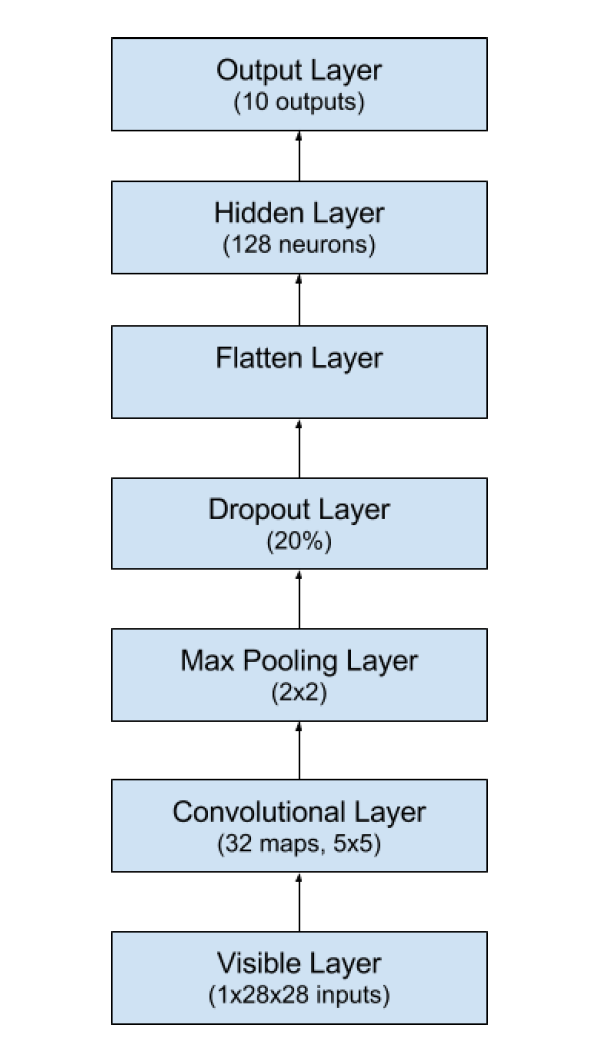 Output Layer
(10 outputs)
Hidden Layer
(128 neurons)
Flatten Layer
Dropout Layer
(20%)
Max Pooling Layer
(2x2)
Convolutional Layer
(32 maps, 5x5)
Visible Layer
(1x28x28 inputs)